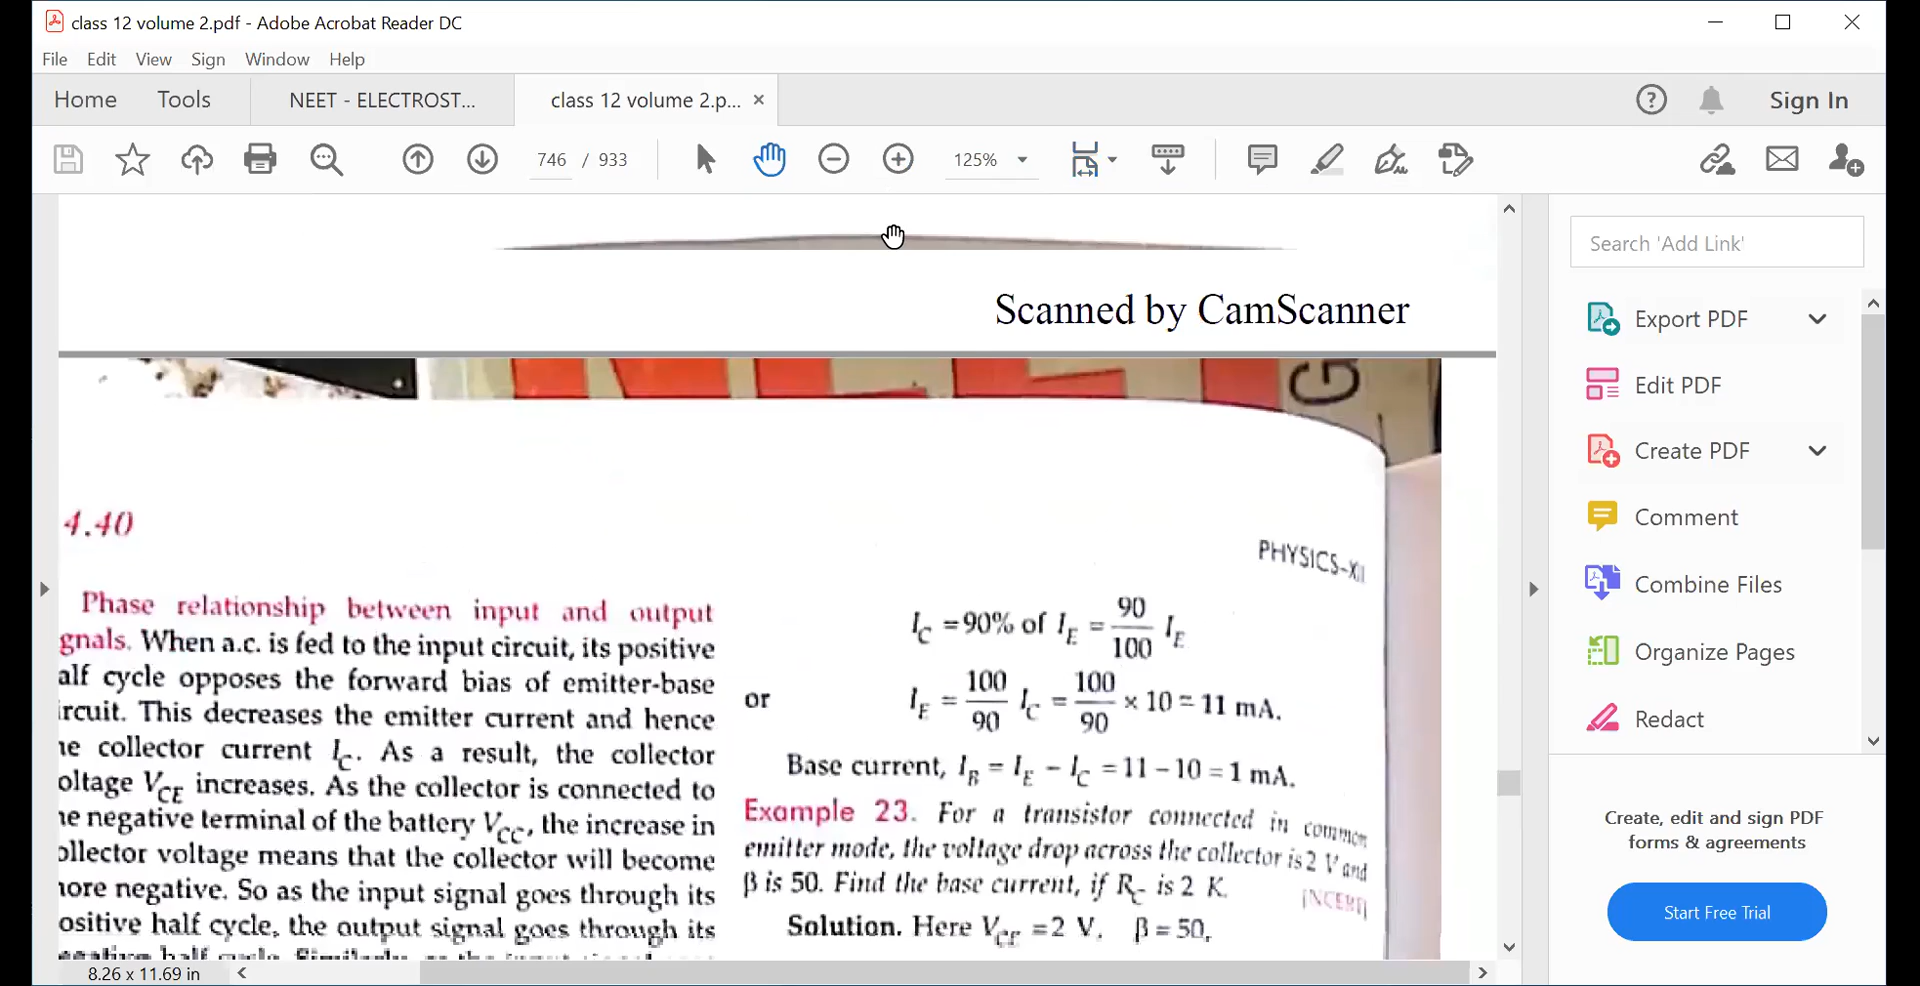 class 12 volume 2.pdf - Adobe Acrobat Reader DC
File Edit View Sign Window Help
Home Tools NEET - ELECTROST... class 12 volume 2.p... × ? Sign In
746 / 933 125%
Scanned by CamScanner
4.40
PHYSICS–XII
Phase relationship between input and output
gnals. When a.c. is fed to the input circuit, its positive
alf cycle opposes the forward bias of emitter-base
rcuit. This decreases the emitter current and hence
he collector current I_C. As a result, the collector
oltage V_CE increases. As the collector is connected to
he negative terminal of the battery V_CC, the increase in
ollector voltage means that the collector will become
nore negative. So as the input signal goes through its
ositive half cycle, the output signal goes through its
I_C = 90% of I_E = 90/100 I_E
or I_E = 100/90 I_C = 100/90 × 10 = 11 mA.
Base current, I_B = I_E – I_C = 11 – 10 = 1 mA.
Example 23. For a transistor connected in common
emitter mode, the voltage drop across the collector is 2 V and
β is 50. Find the base current, if R_C is 2 K.
[NCERT]
Solution. Here V_CE = 2 V, β = 50,
8.26 x 11.69 in
Search 'Add Link'
Export PDF
Edit PDF
Create PDF
Comment
Combine Files
Organize Pages
Redact
Create, edit and sign PDF
forms & agreements
Start Free Trial